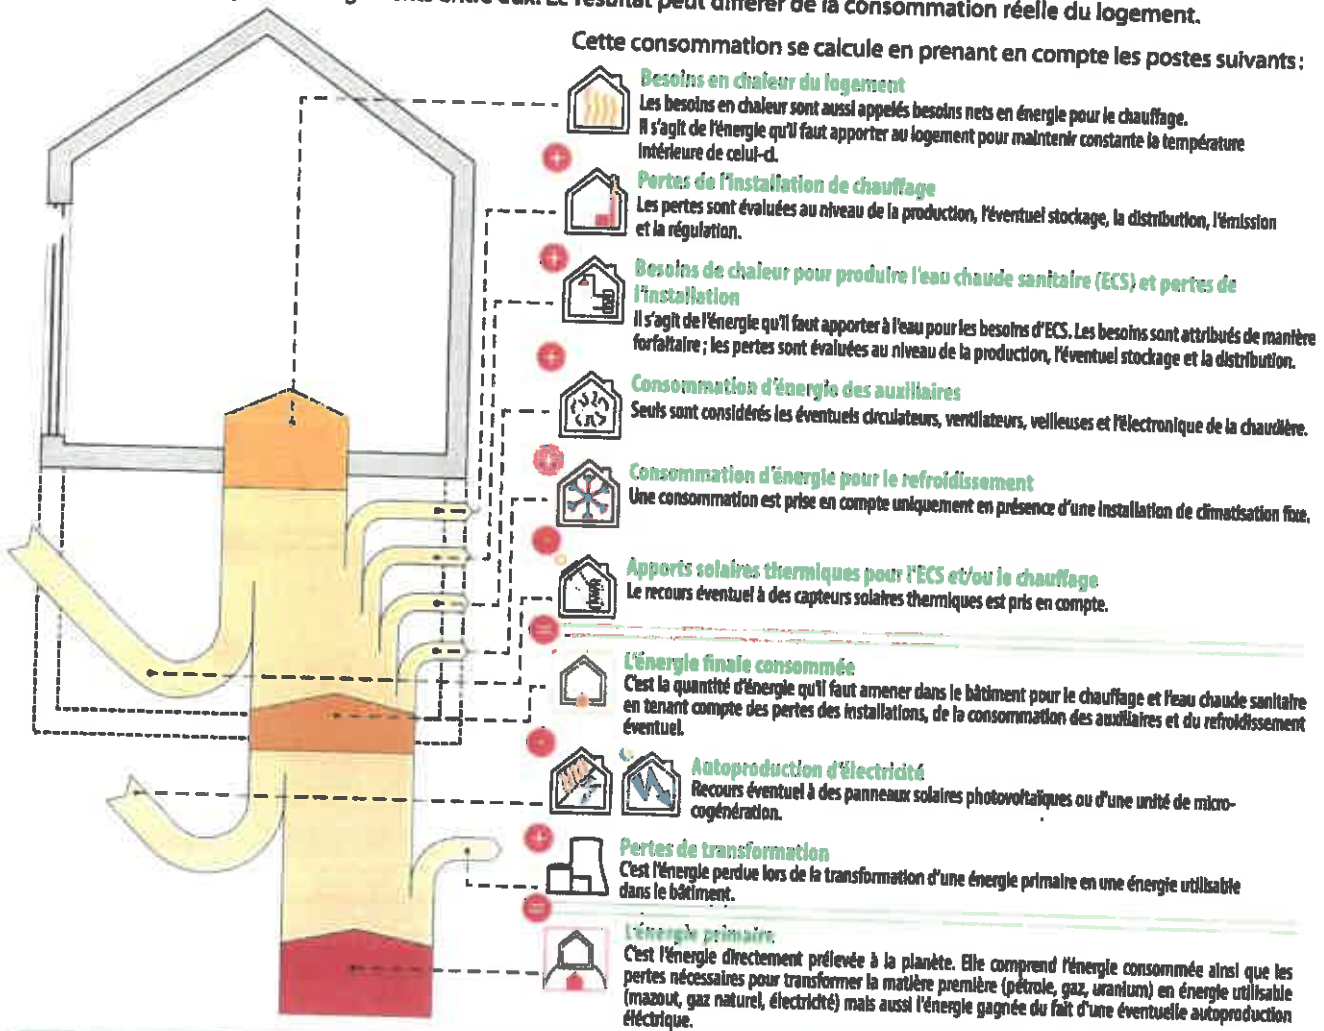 entre eux. Le résultat peut différer de la consommation réelle du logement.
Cette consommation se calcule en prenant en compte les postes suivants :
Besoins en chaleur du logement
Les besoins en chaleur sont aussi appelés besoins nets en énergie pour le chauffage.
Il s'agit de l'énergie qu'il faut apporter au logement pour maintenir constante la température
intérieure de celui-ci.
+
Pertes de l'installation de chauffage
Les pertes sont évaluées au niveau de la production, l'éventuel stockage, la distribution, l'émission
et la régulation.
+
Besoins de chaleur pour produire l'eau chaude sanitaire (ECS) et pertes de
l'installation
Il s'agit de l'énergie qu'il faut apporter à l'eau pour les besoins d'ECS. Les besoins sont attribués de manière
forfaitaire ; les pertes sont évaluées au niveau de la production, l'éventuel stockage et la distribution.
+
Consommation d'énergie des auxiliaires
Seuls sont considérés les éventuels circulateurs, ventilateurs, veilleuses et l'électronique de la chaudière.
+
Consommation d'énergie pour le refroidissement
Une consommation est prise en compte uniquement en présence d'une installation de climatisation fixe.
-
Apports solaires thermiques pour l'ECS et/ou le chauffage
Le recours éventuel à des capteurs solaires thermiques est pris en compte.
=
L'énergie finale consommée
C'est la quantité d'énergie qu'il faut amener dans le bâtiment pour le chauffage et l'eau chaude sanitaire
en tenant compte des pertes des installations, de la consommation des auxiliaires et du refroidissement
éventuel.
-
Autoproduction d'électricité
Recours éventuel à des panneaux solaires photovoltaïques ou d'une unité de micro-
cogénération.
+
Pertes de transformation
C'est l'énergie perdue lors de la transformation d'une énergie primaire en une énergie utilisable
dans le bâtiment.
=
L'énergie primaire
C'est l'énergie directement prélevée à la planète. Elle comprend l'énergie consommée ainsi que les
pertes nécessaires pour transformer la matière première (pétrole, gaz, uranium) en énergie utilisable
(mazout, gaz naturel, électricité) mais aussi l'énergie gagnée du fait d'une éventuelle autoproduction
éléctrique.